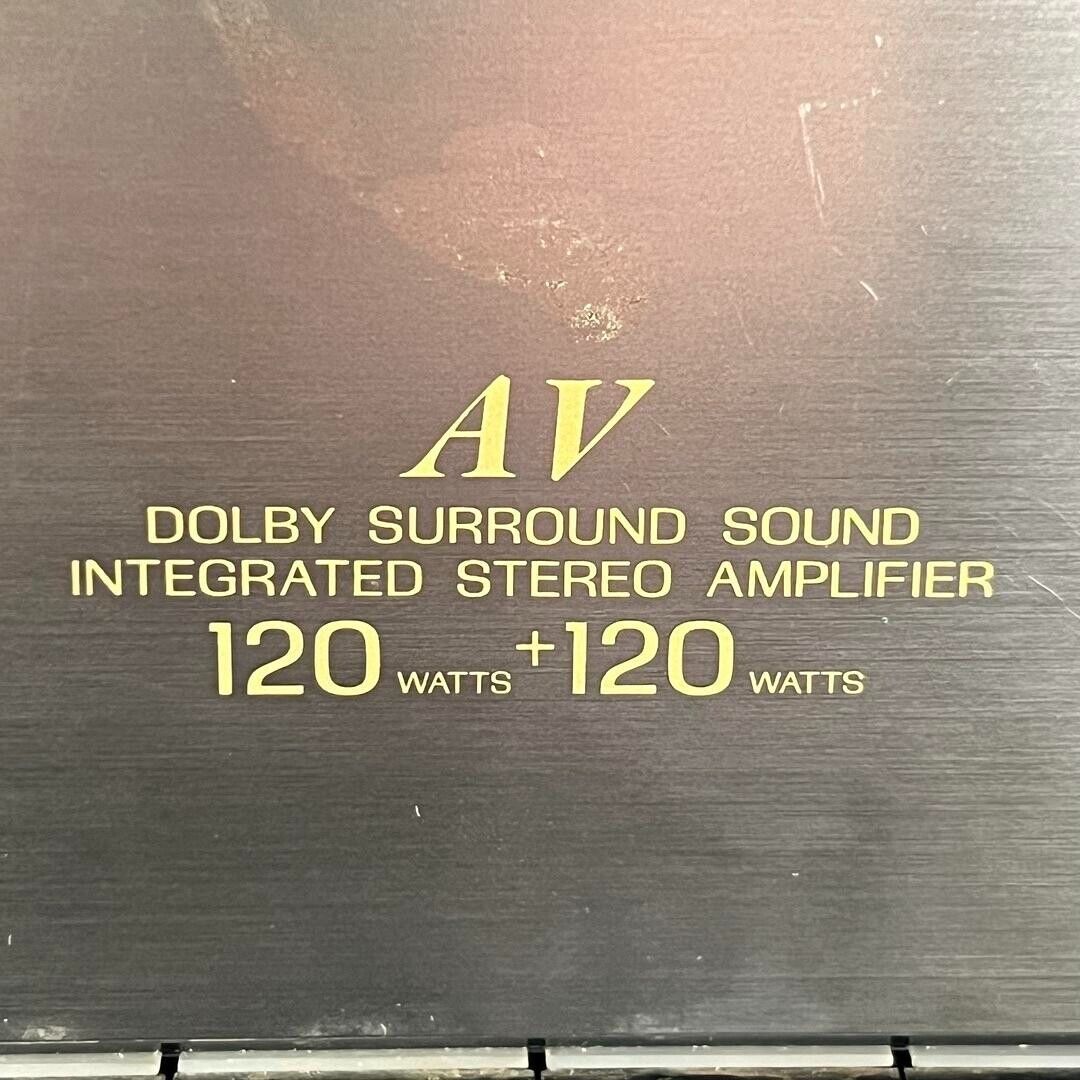 AV
DOLBY SURROUND SOUND
INTEGRATED STEREO AMPLIFIER
120 WATTS +120 WATTS